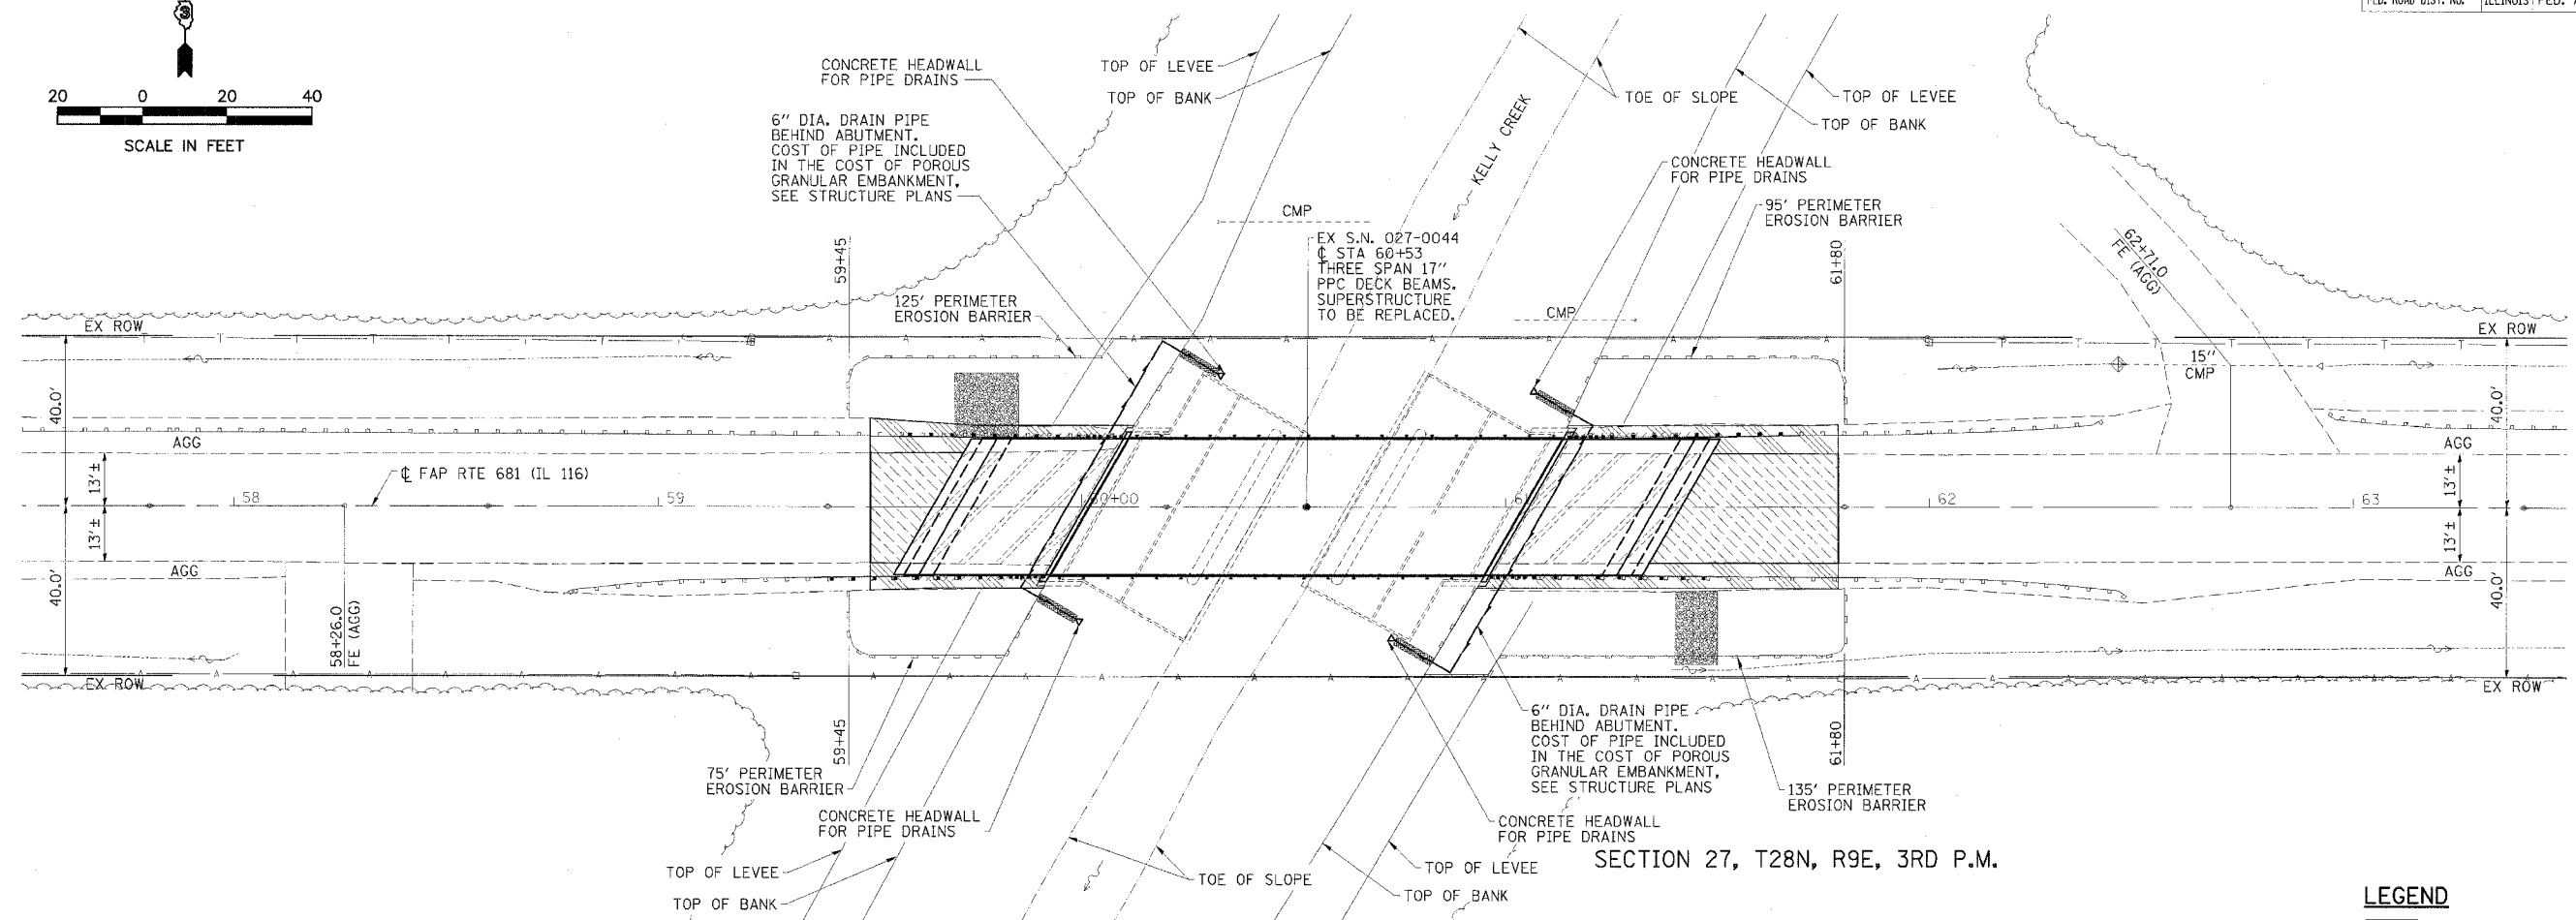 FED. ROAD DIST. NO.
ILLINOIS FED.
3
20 0 20 40
SCALE IN FEET
CONCRETE HEADWALL
FOR PIPE DRAINS
6" DIA. DRAIN PIPE
BEHIND ABUTMENT.
COST OF PIPE INCLUDED
IN THE COST OF POROUS
GRANULAR EMBANKMENT,
SEE STRUCTURE PLANS
TOP OF LEVEE
TOP OF BANK
KELLY CREEK
TOE OF SLOPE
TOP OF LEVEE
TOP OF BANK
CONCRETE HEADWALL
FOR PIPE DRAINS
95' PERIMETER
EROSION BARRIER
CMP
59+45
EX S.N. 027-0044
℄ STA 60+53
THREE SPAN 17"
PPC DECK BEAMS.
SUPERSTRUCTURE
TO BE REPLACED.
CMP
61+80
62+71.0
FE (AGG)
125' PERIMETER
EROSION BARRIER
EX ROW
EX ROW
15"
CMP
40.0'
40.0'
AGG
AGG
13'±
℄ FAP RTE 681 (IL 116)
13'±
58
59
60+00
61
62
63
13'±
13'±
AGG
AGG
40.0'
40.0'
58+26.0
FE (AGG)
EX ROW
EX ROW
59+45
61+80
6" DIA. DRAIN PIPE
BEHIND ABUTMENT.
COST OF PIPE INCLUDED
IN THE COST OF POROUS
GRANULAR EMBANKMENT,
SEE STRUCTURE PLANS
75' PERIMETER
EROSION BARRIER
135' PERIMETER
EROSION BARRIER
CONCRETE HEADWALL
FOR PIPE DRAINS
CONCRETE HEADWALL
FOR PIPE DRAINS
SECTION 27, T28N, R9E, 3RD P.M.
TOP OF LEVEE
TOP OF BANK
TOE OF SLOPE
TOP OF LEVEE
TOP OF BANK
LEGEND